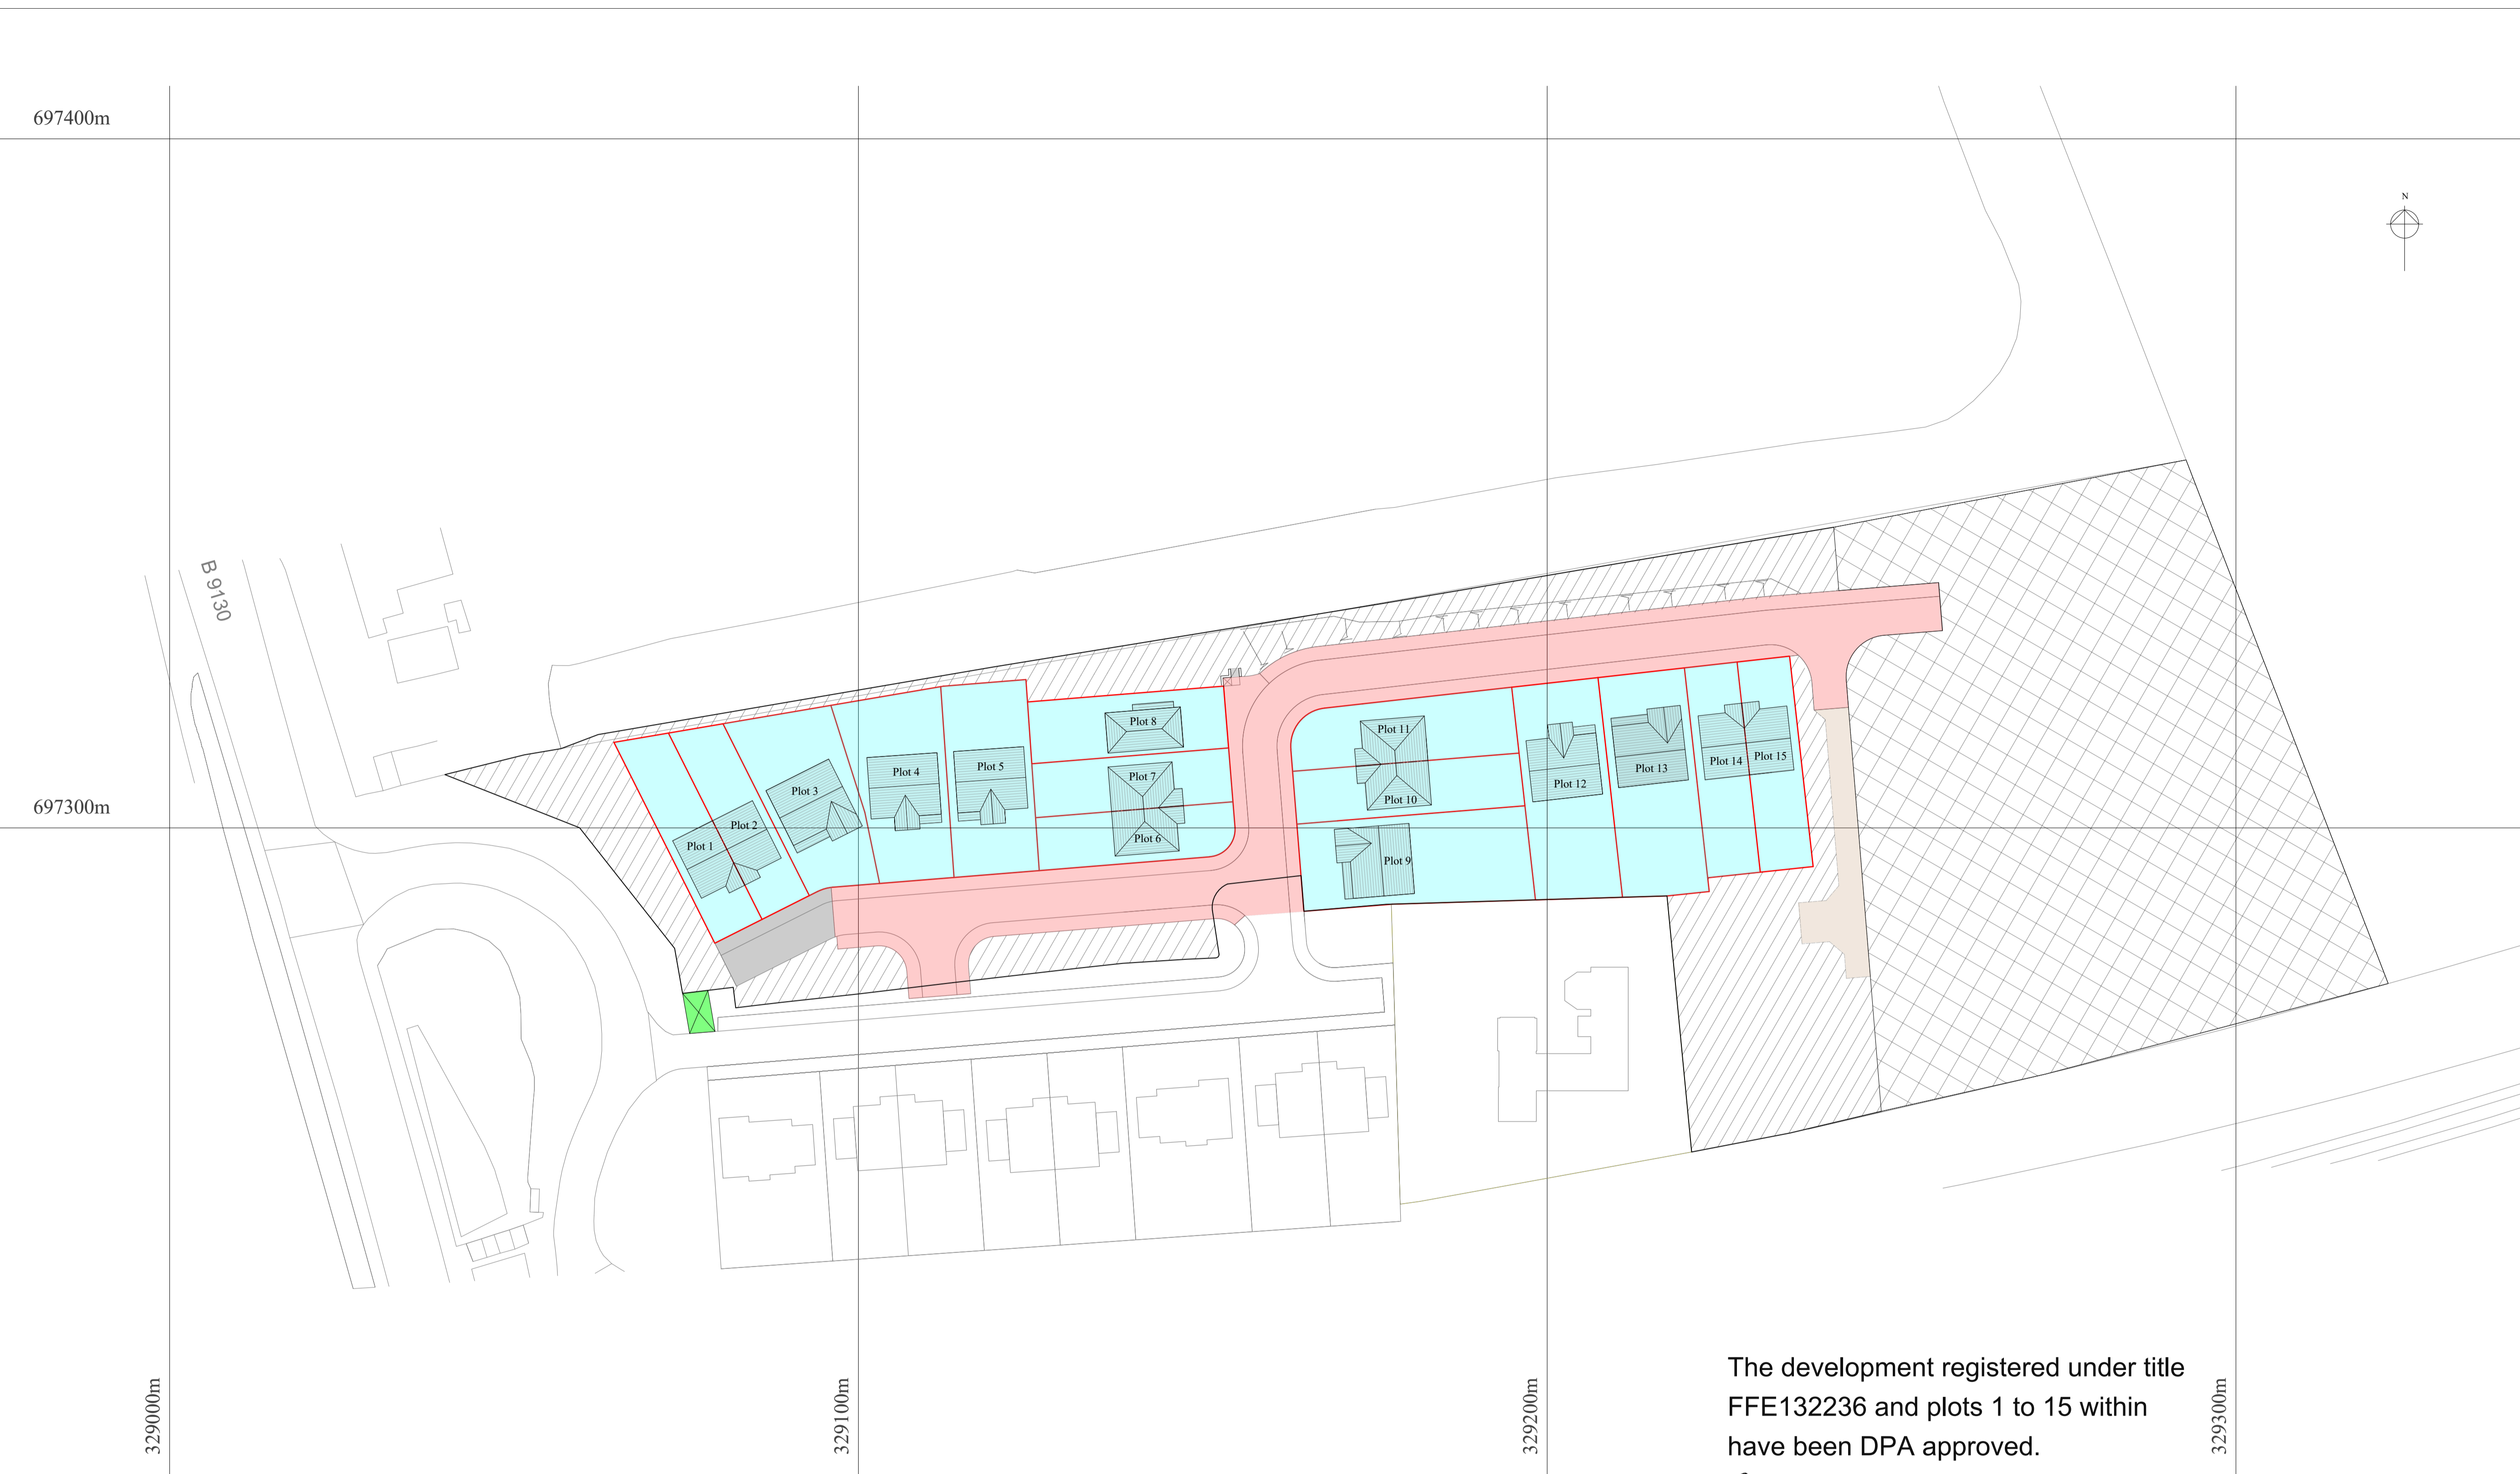 697400m
N
B 9130
Plot 8
Plot 11
Plot 5
Plot 4
Plot 7
Plot 3
Plot 14
Plot 15
Plot 13
Plot 12
Plot 10
697300m
Plot 2
Plot 6
Plot 1
Plot 9
The development registered under title
FFE132236 and plots 1 to 15 within
have been DPA approved.
329000m
329100m
329200m
329300m